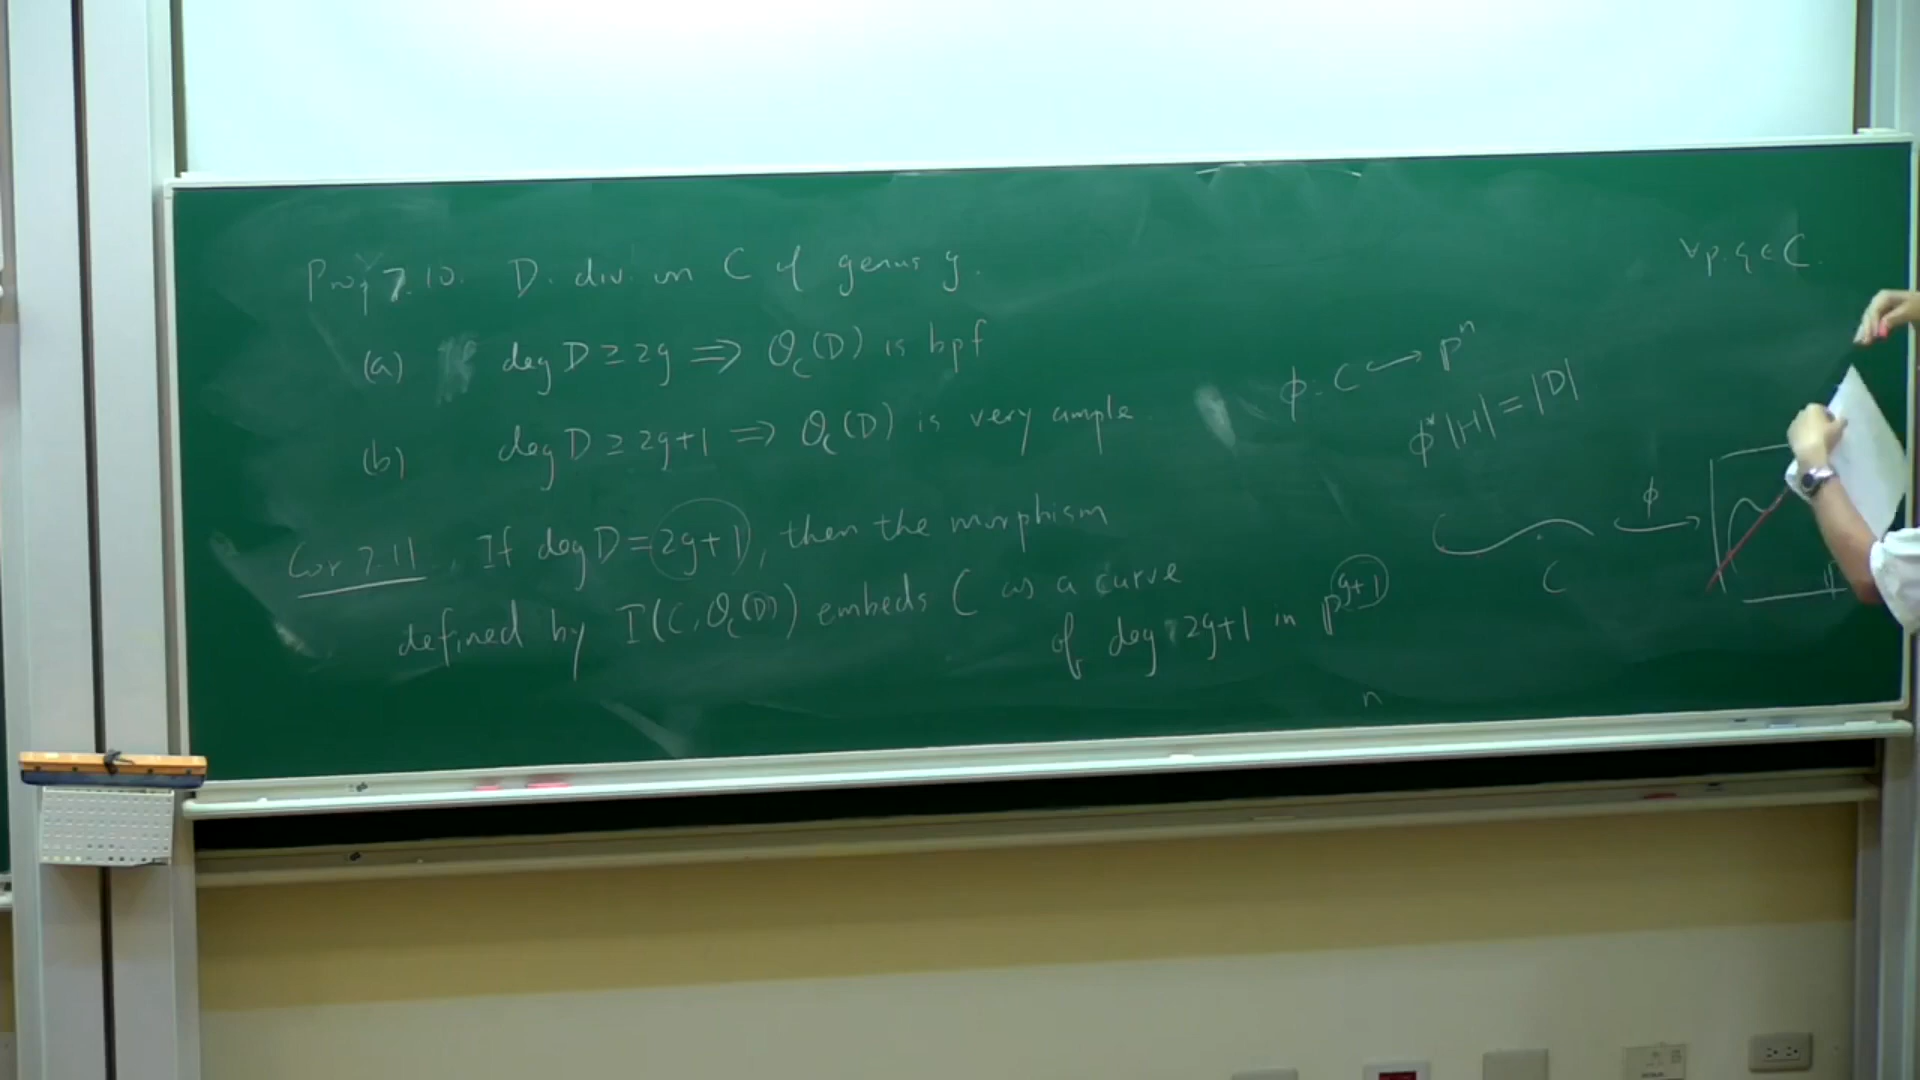 Prop 7.10. D. div. on C of genus g.
(a) If deg D ≥ 2g ⇒ O_C(D) is bpf
(b) deg D ≥ 2g+1 ⇒ O_C(D) is very ample
Cor 7.11. If deg D = 2g+1, then the morphism
defined by Γ(C, O_C(D)) embeds C as a curve
of deg 2g+1 in P^{g+1}
n
∀p.q∈C.
φ: C ↪ P^n
φ*|H| = |D|
φ
C